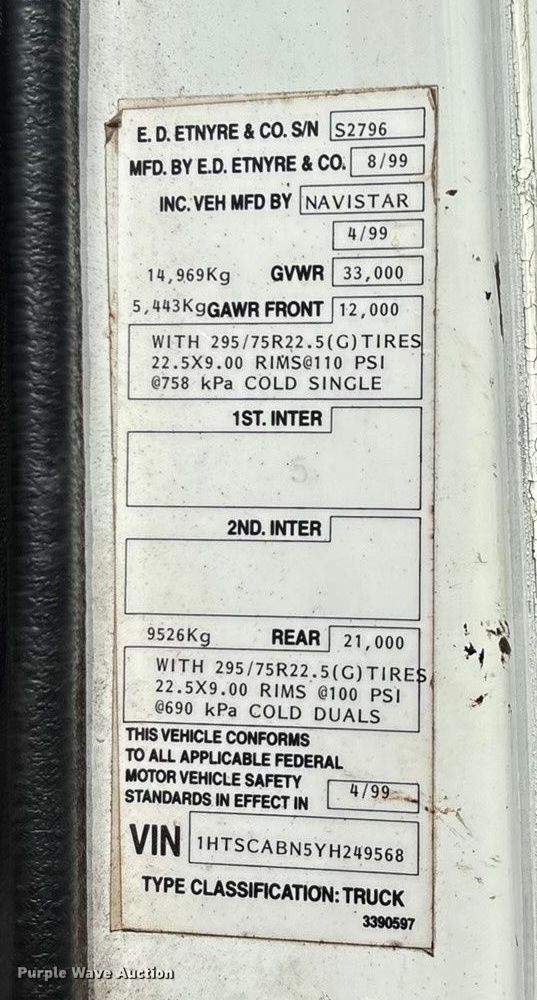 E. D. ETNYRE & CO. S/N S2796
MFD. BY E.D. ETNYRE & CO. 8/99
INC. VEH MFD BY NAVISTAR
4/99
14,969Kg GVWR 33,000
5,443Kg GAWR FRONT 12,000
WITH 295/75R22.5(G)TIRES
22.5X9.00 RIMS@110 PSI
@758 kPa COLD SINGLE
1ST. INTER
5
2ND. INTER
9526Kg REAR 21,000
WITH 295/75R22.5(G)TIRES
22.5X9.00 RIMS @100 PSI
@690 kPa COLD DUALS
THIS VEHICLE CONFORMS
TO ALL APPLICABLE FEDERAL
MOTOR VEHICLE SAFETY
STANDARDS IN EFFECT IN 4/99
VIN 1HTSCABN5YH249568
TYPE CLASSIFICATION: TRUCK
3390597
Purple Wave Auction